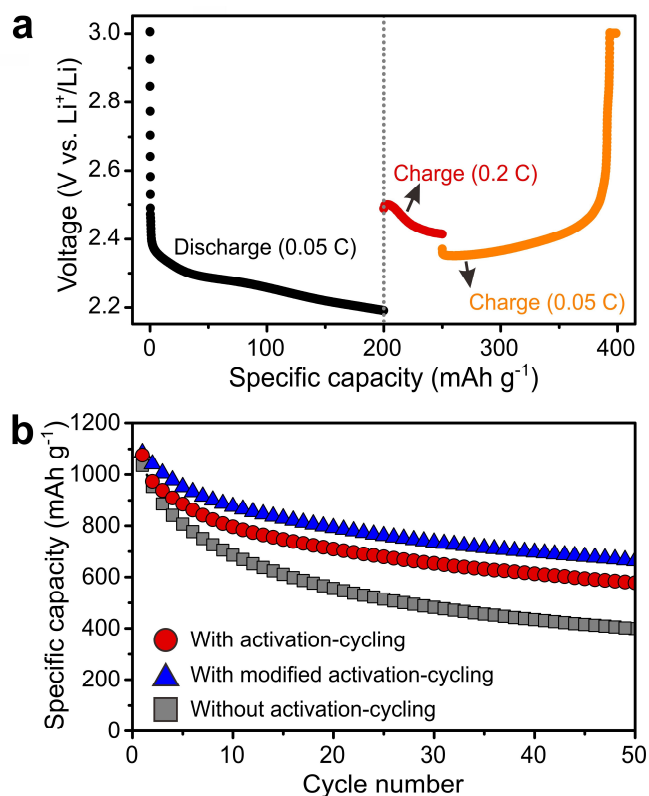 a
Voltage (V vs. Li⁺/Li)
3.0
2.8
2.6
2.4
2.2
Charge (0.2 C)
Discharge (0.05 C)
Charge (0.05 C)
0 100 200 300 400
Specific capacity (mAh g⁻¹)
b
Specific capacity (mAh g⁻¹)
1200
1000
800
600
400
200
0
With activation-cycling
With modified activation-cycling
Without activation-cycling
0 10 20 30 40 50
Cycle number